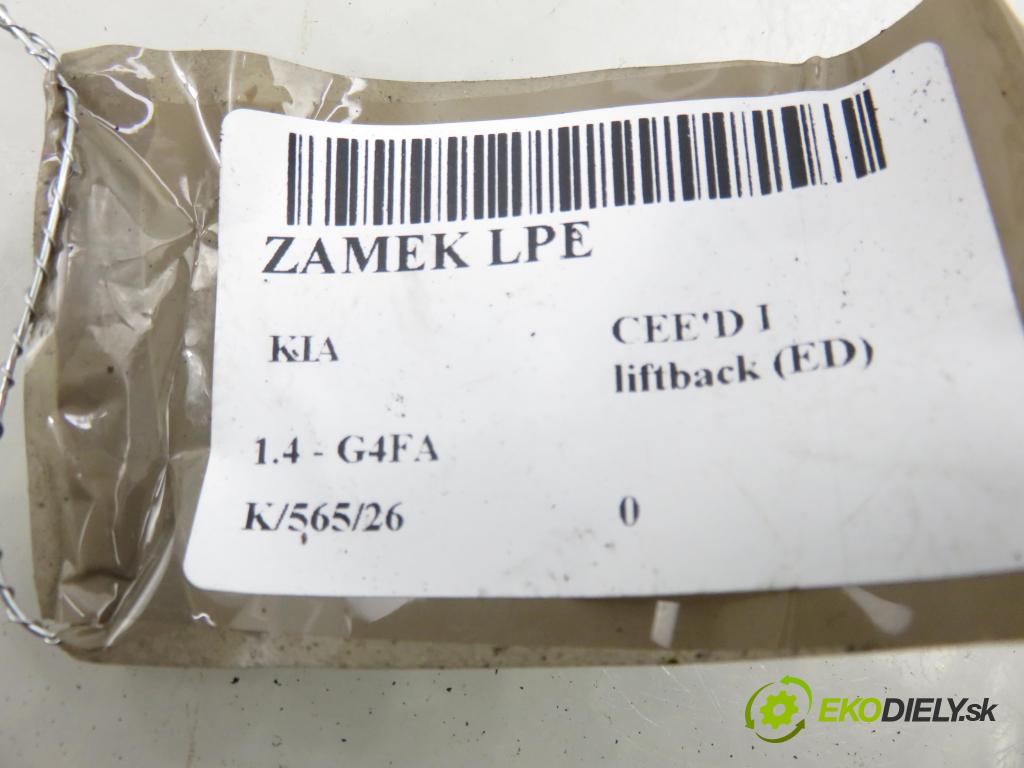 ZAMEK LPE
KIA
CEE'D I
liftback (ED)
1.4 - G4FA
K/565/26
0
EKODIELY.sk